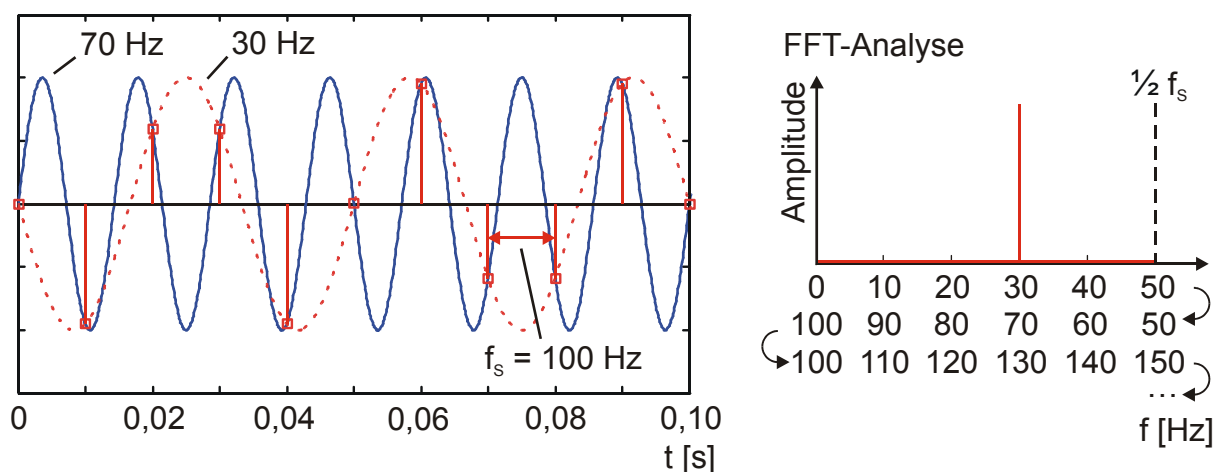 70 Hz
30 Hz
fs = 100 Hz
0 0,02 0,04 0,06 0,08 0,10
t [s]
FFT-Analyse
½ fs
Amplitude
0 10 20 30 40 50
100 90 80 70 60 50
100 110 120 130 140 150
...
f [Hz]